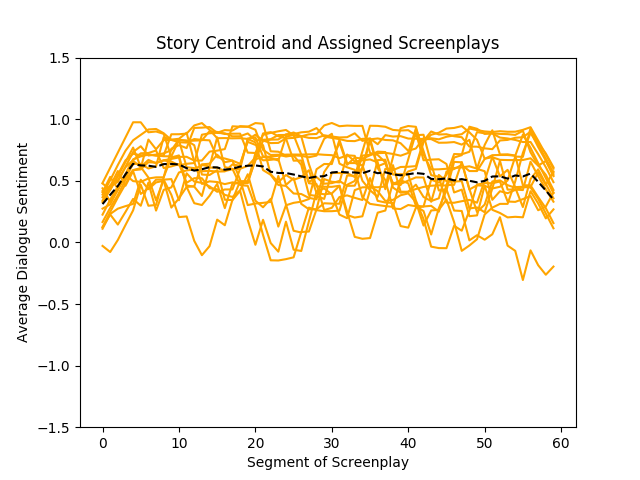 Story Centroid and Assigned Screenplays
1.5
1.0
0.5
0.0
−0.5
−1.0
−1.5
Average Dialogue Sentiment
0 10 20 30 40 50 60
Segment of Screenplay